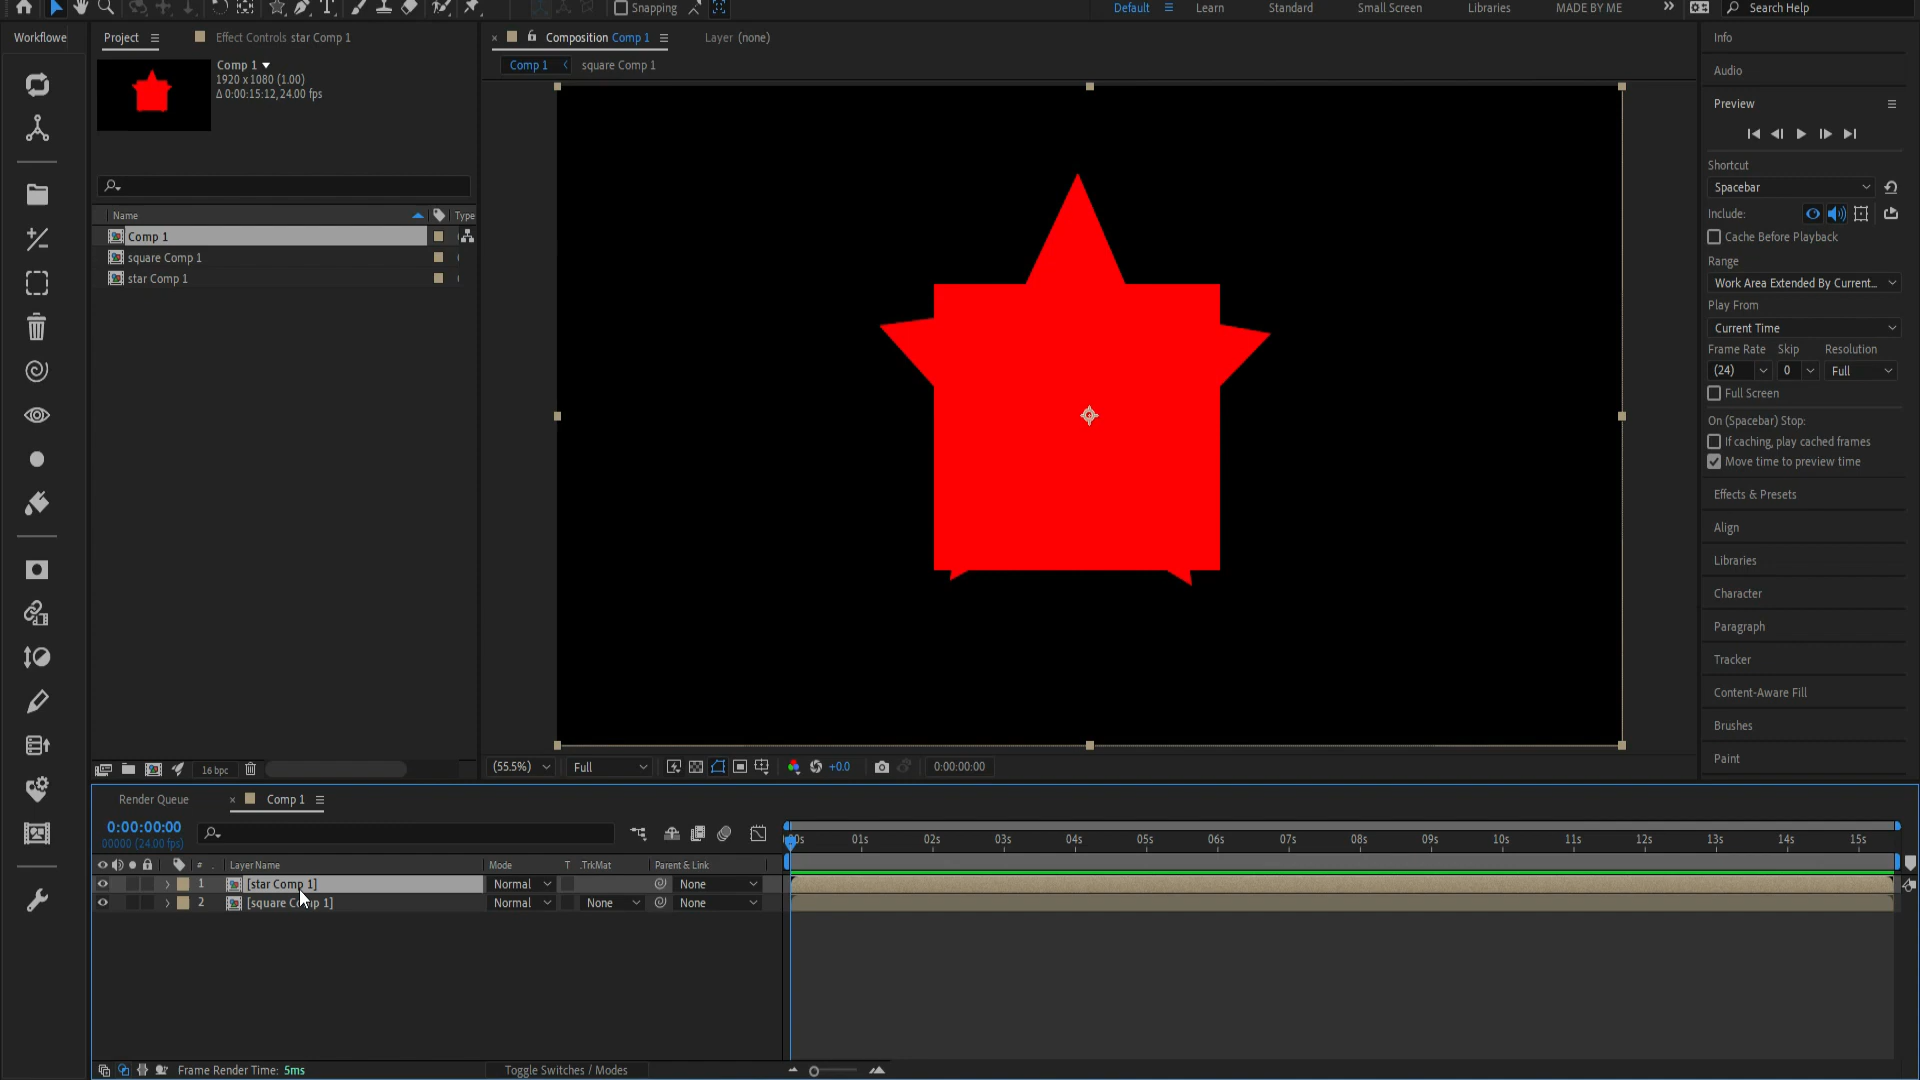 Snapping
Default
Learn
Standard
Small Screen
Libraries
MADE BY ME
Search Help
Workflowe
Project
Effect Controls star Comp 1
Composition Comp 1
Layer (none)
Comp 1
1920 x1080 (1.00)
Δ 0:00:15:12, 24.00 fps
Comp 1
square Comp 1
Name
Type
Comp 1
square Comp 1
star Comp 1
16 bpc
(55.5%)
Full
+0.0
0:00:00:00
Info
Audio
Preview
Shortcut
Spacebar
Include:
Cache Before Playback
Range
Work Area Extended By Current...
Play From
Current Time
Frame Rate Skip Resolution
(24) 0 Full
Full Screen
On (Spacebar) Stop:
If caching, play cached frames
Move time to preview time
Effects & Presets
Align
Libraries
Character
Paragraph
Tracker
Content-Aware Fill
Brushes
Paint
Render Queue
Comp 1
0:00:00:00
00000 (24.00 fps)
01s 02s 03s 04s 05s 06s 07s 08s 09s 10s 11s 12s 13s 14s 15s
# Layer Name Mode T .TrkMat Parent & Link
1 [star Comp 1] Normal None
2 [square Comp 1] Normal None None
Frame Render Time: 5ms
Toggle Switches / Modes